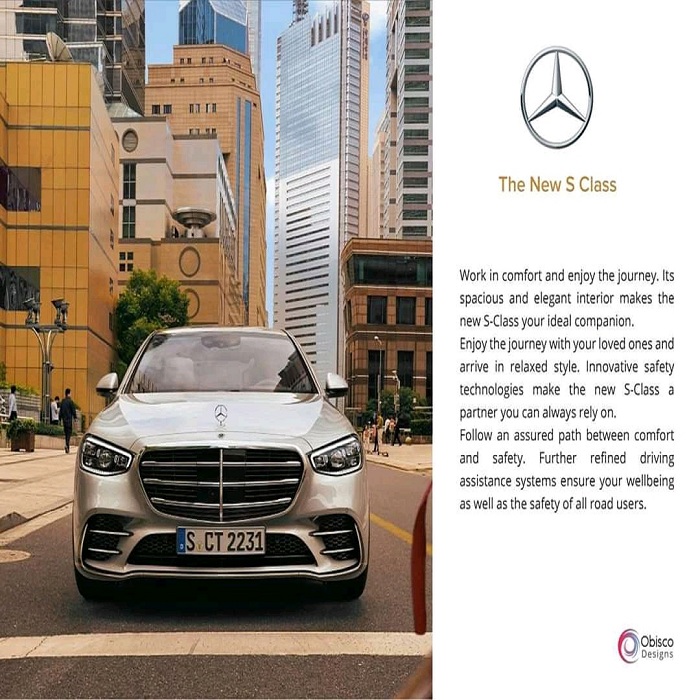 The New S Class
Work in comfort and enjoy the journey. Its
spacious and elegant interior makes the
new S-Class your ideal companion.
Enjoy the journey with your loved ones and
arrive in relaxed style. Innovative safety
technologies make the new S-Class a
partner you can always rely on.
Follow an assured path between comfort
and safety. Further refined driving
assistance systems ensure your wellbeing
as well as the safety of all road users.
S CT 2231
Obisco
Designs